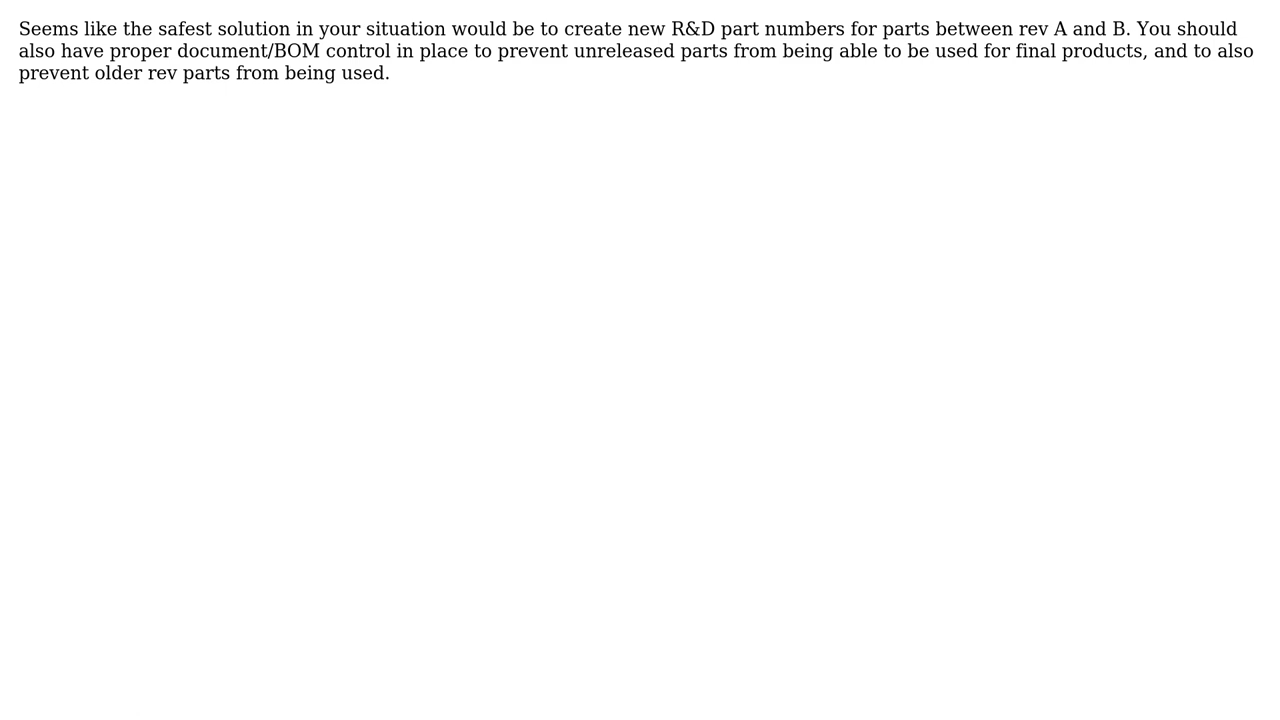 Seems like the safest solution in your situation would be to create new R&D part numbers for parts between rev A and B. You should
also have proper document/BOM control in place to prevent unreleased parts from being able to be used for final products, and to also
prevent older rev parts from being used.